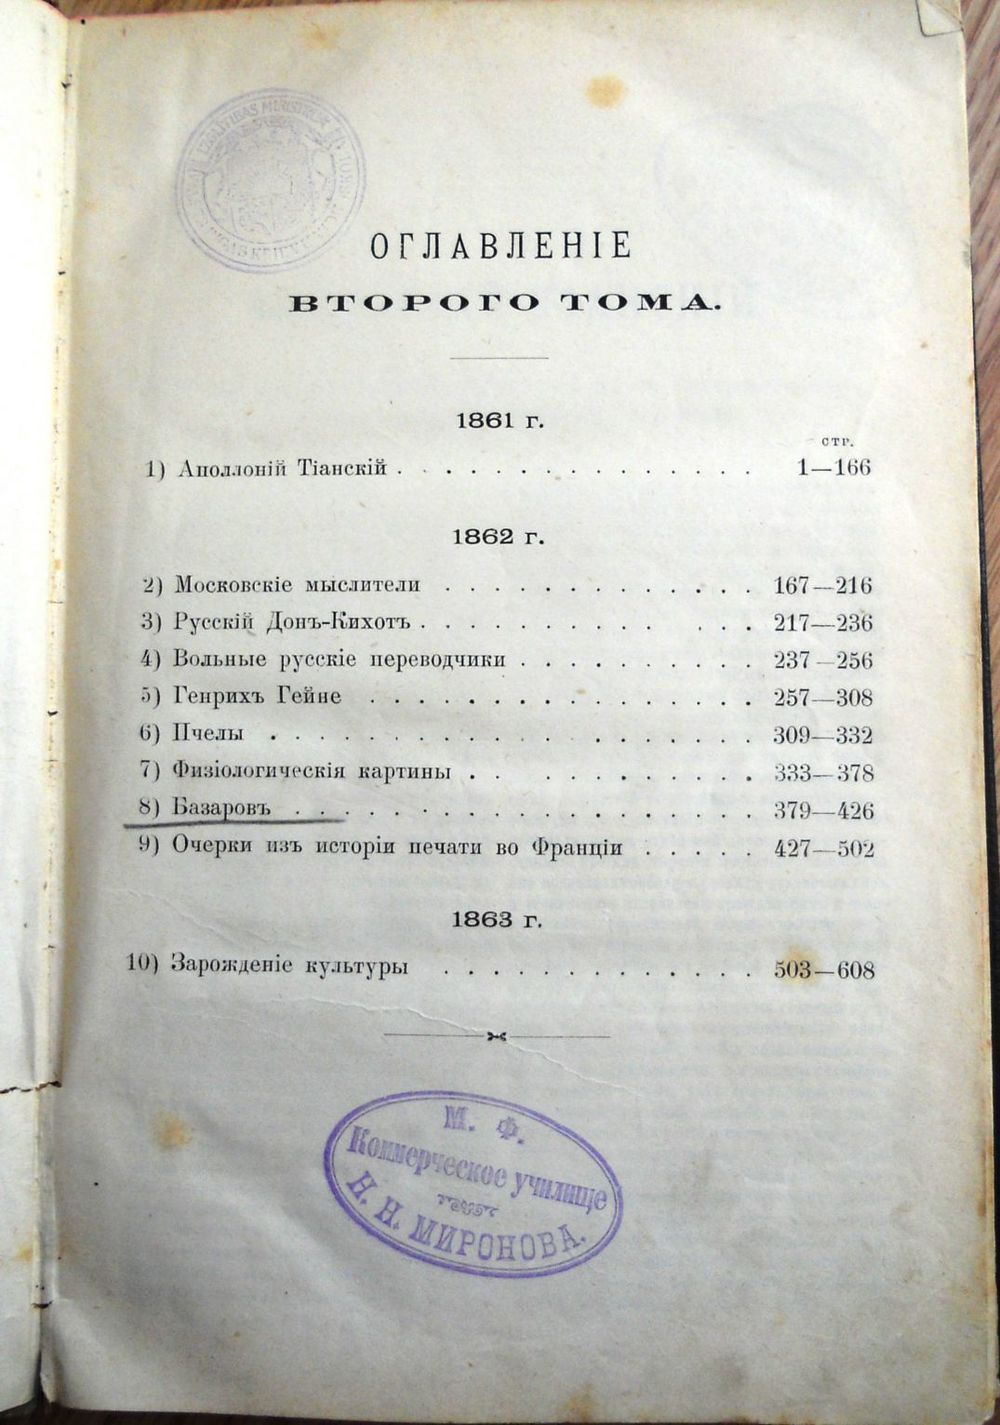 IZGLITIBAS
ОГЛАВЛЕНІЕ
ВТОРОГО ТОМА.
1861 г.
СТР.
1) Аполлоній Тіанскій . . . . . . . . . . . . . . . 1—166
1862 г.
2) Московскіе мыслители . . . . . . . . . . . . . 167—216
3) Русскій Донъ-Кихотъ . . . . . . . . . . . . . 217—236
4) Вольные русскіе переводчики . . . . . . . . . . 237—256
5) Генрихъ Гейне . . . . . . . . . . . . . . . . 257—308
6) Пчелы . . . . . . . . . . . . . . . . . . . 309—332
7) Физіологическія картины . . . . . . . . . . . 333—378
8) Базаровъ . . . . . . . . . . . . . . . . . . 379—426
9) Очерки изъ исторіи печати во Франціи . . . . . 427—502
1863 г.
10) Зарожденіе культуры . . . . . . . . . . . . . 503—608
М. Ф.
Коммерческое училище
Н. Н. МИРОНОВА.